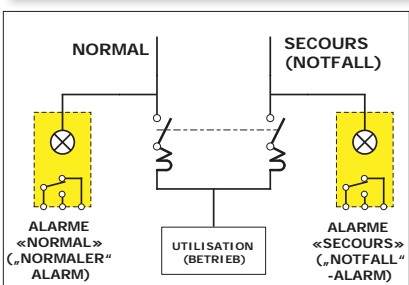 NORMAL
SECOURS
(NOTFALL)
ALARME
«NORMAL»
(„NORMALER“
ALARM)
UTILISATION
(BETRIEB)
ALARME
«SECOURS»
(„NOTFALL“
-ALARM)